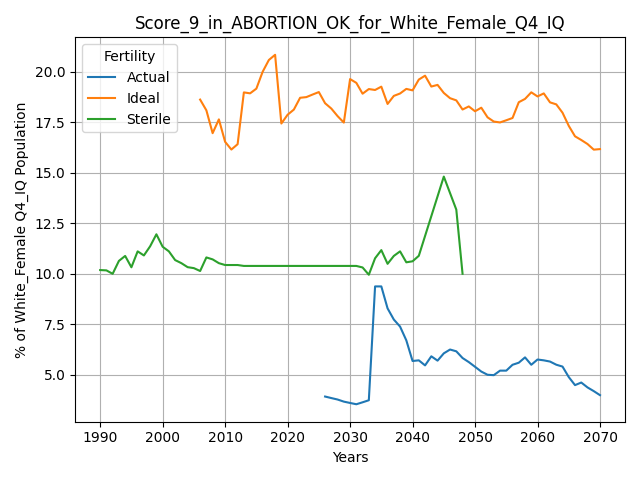 Score_9_in_ABORTION_OK_for_White_Female_Q4_IQ
Fertility
Actual
Ideal
Sterile
% of White_Female Q4_IQ Population
20.0
17.5
15.0
12.5
10.0
7.5
5.0
1990 2000 2010 2020 2030 2040 2050 2060 2070
Years